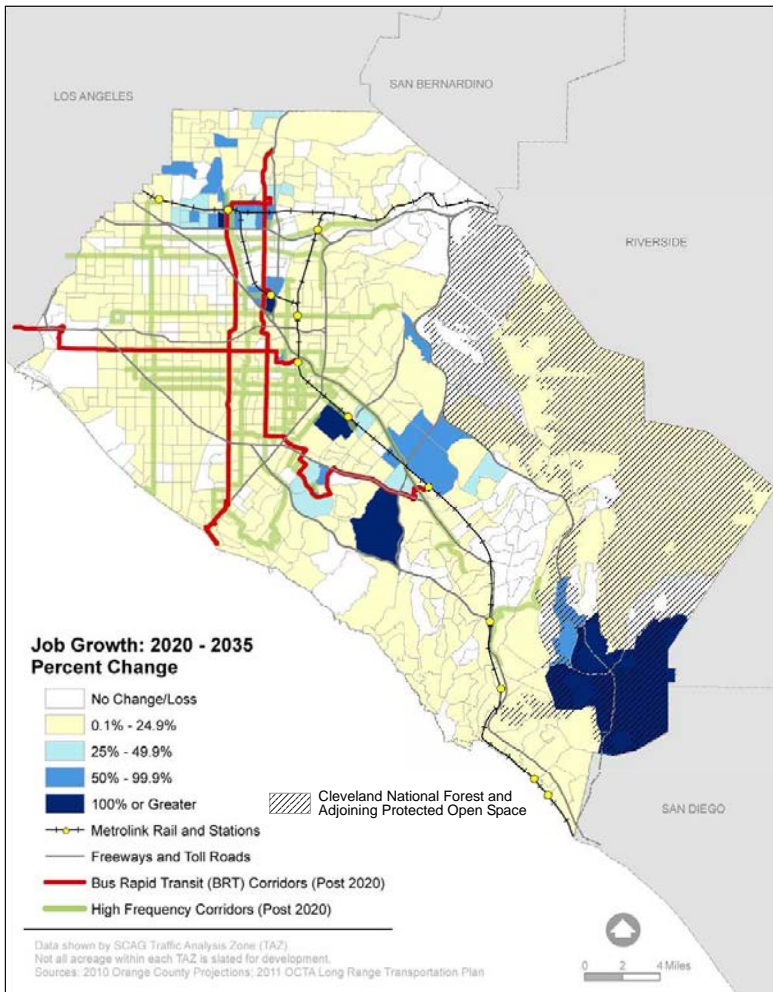 SAN BERNARDINO
LOS ANGELES
RIVERSIDE
Job Growth: 2020 - 2035
Percent Change
No Change/Loss
0.1% - 24.9%
25% - 49.9%
50% - 99.9%
100% or Greater
Cleveland National Forest and
Adjoining Protected Open Space
Metrolink Rail and Stations
SAN DIEGO
Freeways and Toll Roads
Bus Rapid Transit (BRT) Corridors (Post 2020)
High Frequency Corridors (Post 2020)
Data shown by SCAG Traffic Analysis Zone (TAZ)
Not all acreage within each TAZ is slated for development.
Sources: 2010 Orange County Projections; 2011 OCTA Long Range Transportation Plan
0 2 4 Miles